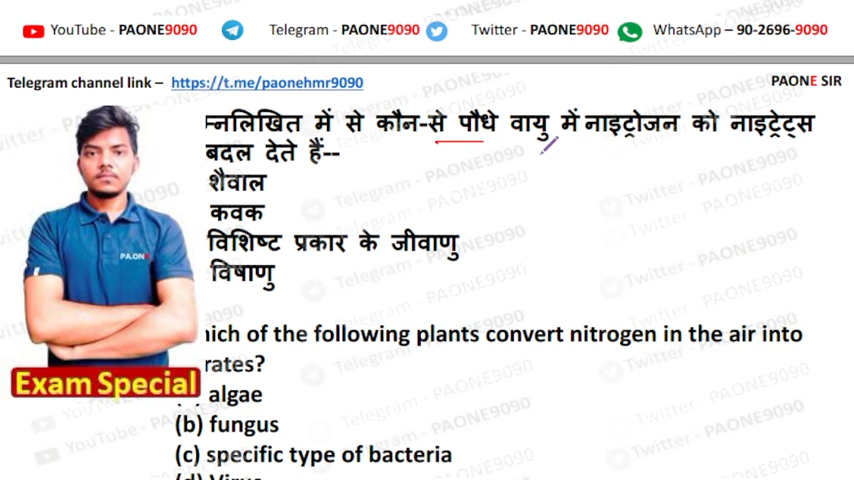 YouTube - PAONE9090 Telegram - PAONE9090 Twitter - PAONE9090 WhatsApp – 90-2696-9090
Telegram channel link – https://t.me/paonehmr9090 PAONE SIR
म्नलिखित में से कौन-से पौधे वायु में नाइट्रोजन को नाइट्रेट्स
बदल देते हैं--
शैवाल
कवक
विशिष्ट प्रकार के जीवाणु
विषाणु
PAONE
hich of the following plants convert nitrogen in the air into
rates?
Exam Special
algae
(b) fungus
(c) specific type of bacteria
(d) Virus